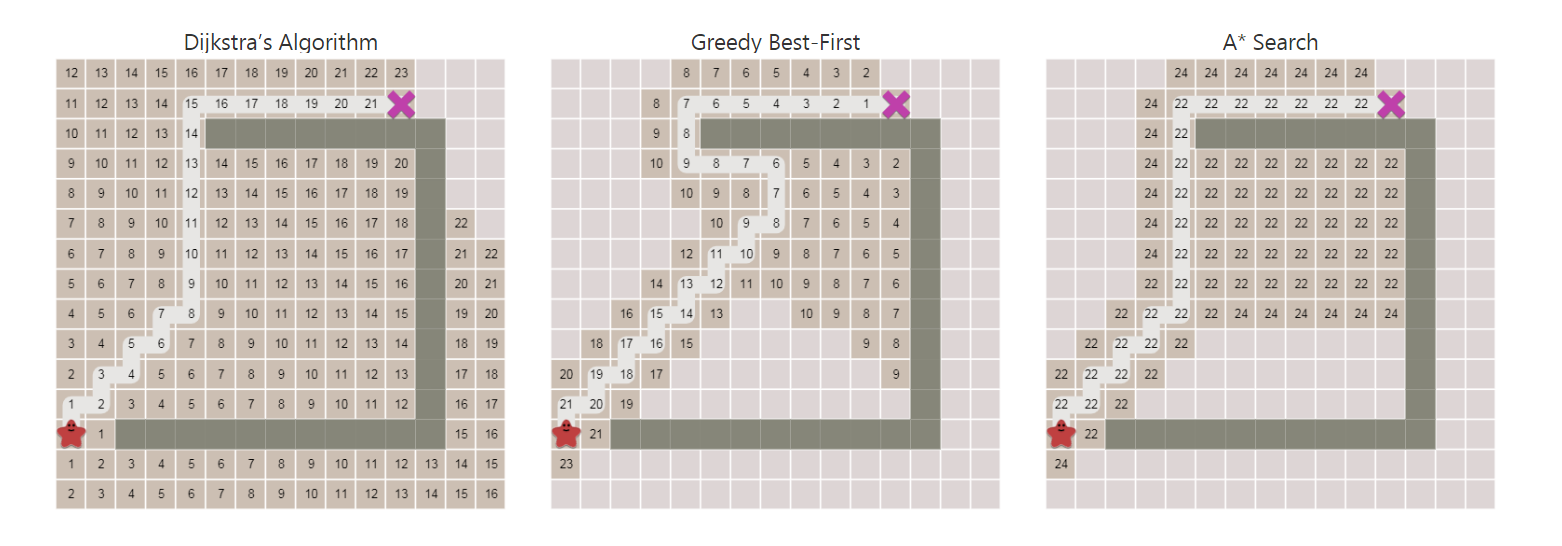 Dijkstra's Algorithm
12 13 14 15 16 17 18 19 20 21 22 23
11 12 13 14 15 16 17 18 19 20 21
10 11 12 13 14
9 10 11 12 13 14 15 16 17 18 19 20
8 9 10 11 12 13 14 15 16 17 18 19
7 8 9 10 11 12 13 14 15 16 17 18 22
6 7 8 9 10 11 12 13 14 15 16 17 21 22
5 6 7 8 9 10 11 12 13 14 15 16 20 21
4 5 6 7 8 9 10 11 12 13 14 15 19 20
3 4 5 6 7 8 9 10 11 12 13 14 18 19
2 3 4 5 6 7 8 9 10 11 12 13 17 18
1 2 3 4 5 6 7 8 9 10 11 12 16 17
1 15 16
1 2 3 4 5 6 7 8 9 10 11 12 13 14 15
2 3 4 5 6 7 8 9 10 11 12 13 14 15 16
Greedy Best-First
8 7 6 5 4 3 2
8 7 6 5 4 3 2 1
9 8
10 9 8 7 6 5 4 3 2
10 9 8 7 6 5 4 3
10 9 8 7 6 5 4
12 11 10 9 8 7 6 5
14 13 12 11 10 9 8 7 6
16 15 14 13 10 9 8 7
18 17 16 15 9 8
20 19 18 17 9
21 20 19
21
23
A* Search
24 24 24 24 24 24 24
24 22 22 22 22 22 22 22
24 22
24 22 22 22 22 22 22 22 22
24 22 22 22 22 22 22 22 22
24 22 22 22 22 22 22 22 22
24 22 22 22 22 22 22 22 22
24 22 22 22 22 22 22 22 22
22 22 22 22 24 24 24 24 24 24
22 22 22 22
22 22 22 22
22 22 22
22
24